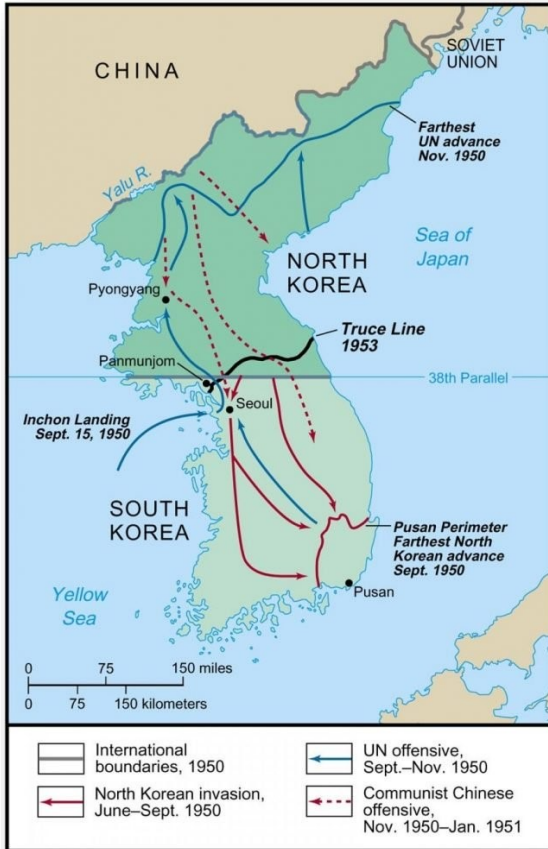 CHINA
SOVIET
UNION
Farthest
UN advance
Nov. 1950
Yalu R.
Sea of
Japan
NORTH
KOREA
Pyongyang
Truce Line
1953
Panmunjom
38th Parallel
Seoul
Inchon Landing
Sept. 15, 1950
SOUTH
KOREA
Pusan Perimeter
Farthest North
Korean advance
Sept. 1950
Pusan
Yellow
Sea
0 75 150 miles
0 75 150 kilometers
International
boundaries, 1950
North Korean invasion,
June–Sept. 1950
UN offensive,
Sept.–Nov. 1950
Communist Chinese
offensive,
Nov. 1950–Jan. 1951